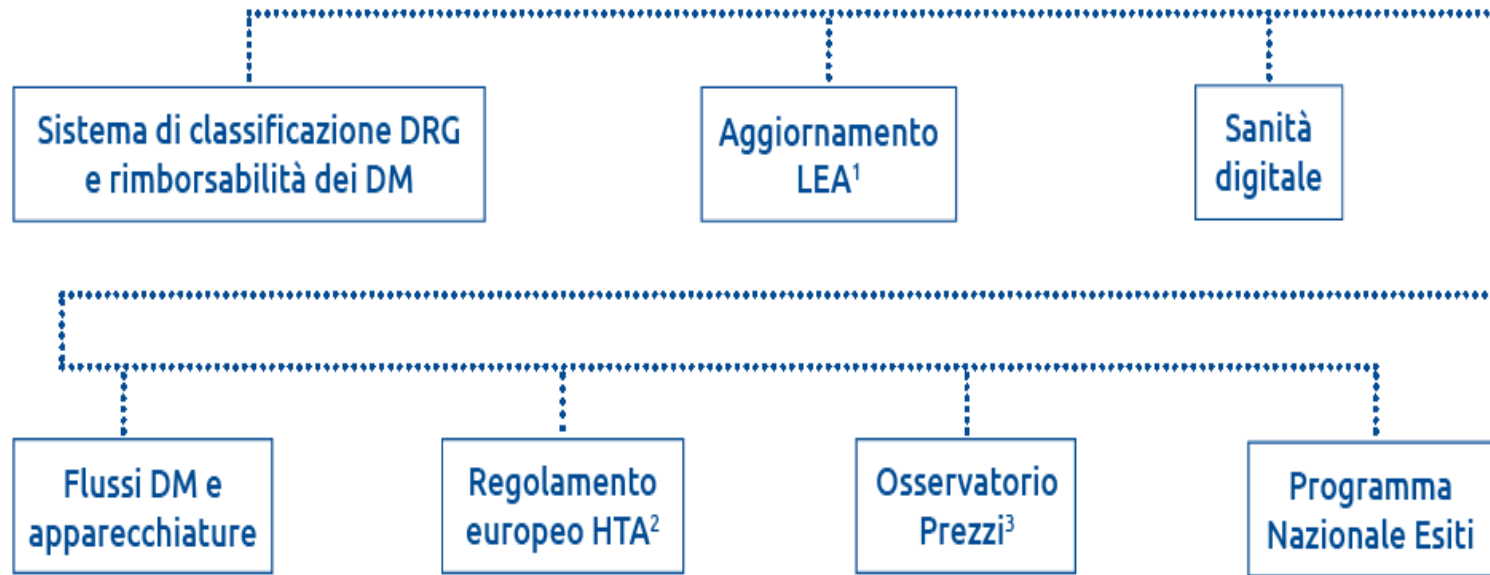 Sistema di classificazione DRG
e rimborsabilità dei DM
Aggiornamento
LEA¹
Sanità
digitale
Flussi DM e
apparecchiature
Regolamento
europeo HTA²
Osservatorio
Prezzi³
Programma
Nazionale Esiti